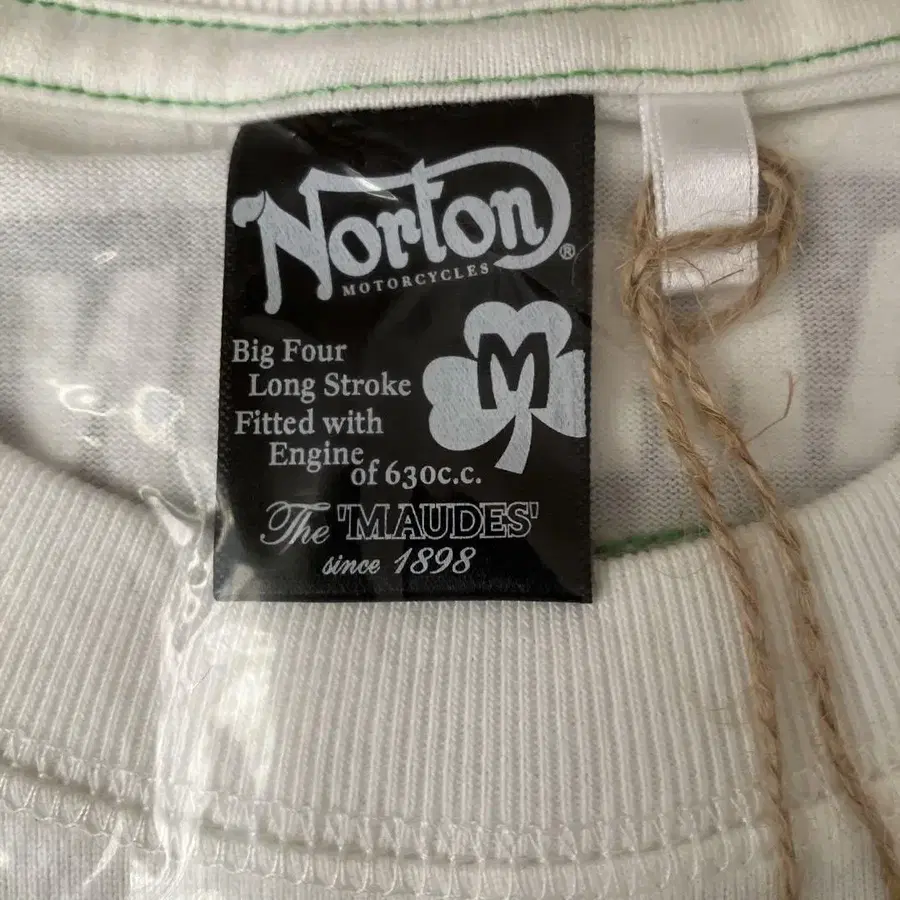 Norton®
MOTORCYCLES
M
Big Four
Long Stroke
Fitted with
Engine
of 630c.c.
The 'MAUDES'
since 1898